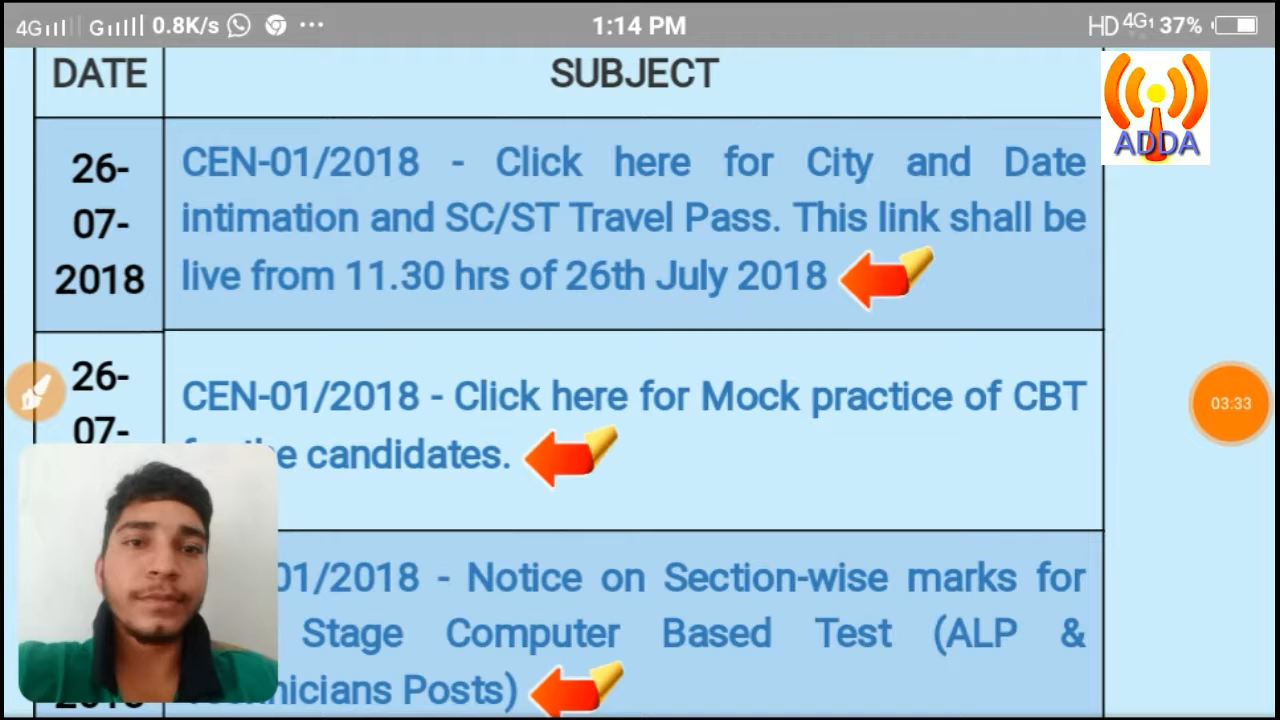 4G G 0.8K/s ... 1:14 PM HD 4G1 37%
DATE SUBJECT
ADDA
26-
07-
2018
CEN-01/2018 - Click here for City and Date
intimation and SC/ST Travel Pass. This link shall be
live from 11.30 hrs of 26th July 2018
26-
07-
CEN-01/2018 - Click here for Mock practice of CBT
candidates.
03:33
01/2018 - Notice on Section-wise marks for
Stage Computer Based Test (ALP &
nicians Posts)